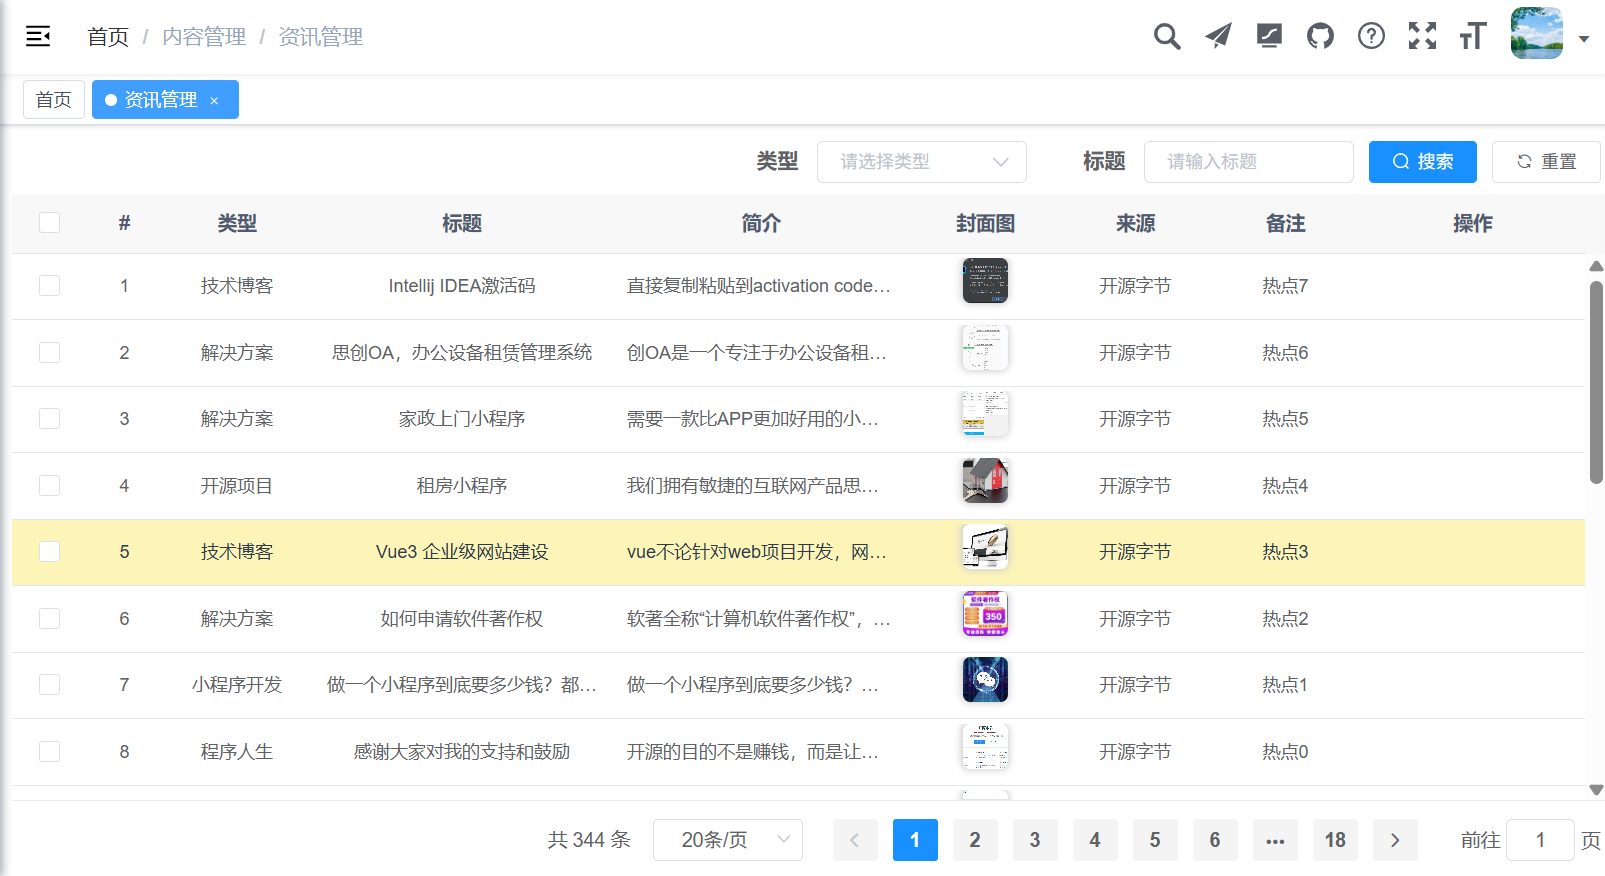 首页 / 内容管理 / 资讯管理
首页 资讯管理 ×
类型 请选择类型 标题 请输入标题 搜索 重置
# 类型 标题 简介 封面图 来源 备注 操作
1 技术博客 Intellij IDEA激活码 直接复制粘贴到activation code… 开源字节 热点7
2 解决方案 思创OA，办公设备租赁管理系统 创OA是一个专注于办公设备租… 开源字节 热点6
3 解决方案 家政上门小程序 需要一款比APP更加好用的小… 开源字节 热点5
4 开源项目 租房小程序 我们拥有敏捷的互联网产品思… 开源字节 热点4
5 技术博客 Vue3 企业级网站建设 vue不论针对web项目开发，网… 开源字节 热点3
6 解决方案 如何申请软件著作权 软著全称“计算机软件著作权”，… 软件著作权 350 开源字节 热点2
7 小程序开发 做一个小程序到底要多少钱？都… 做一个小程序到底要多少钱？… 开源字节 热点1
8 程序人生 感谢大家对我的支持和鼓励 开源的目的不是赚钱，而是让… 开源字节 热点0
共 344 条 20条/页 1 2 3 4 5 6 ••• 18 前往 1 页